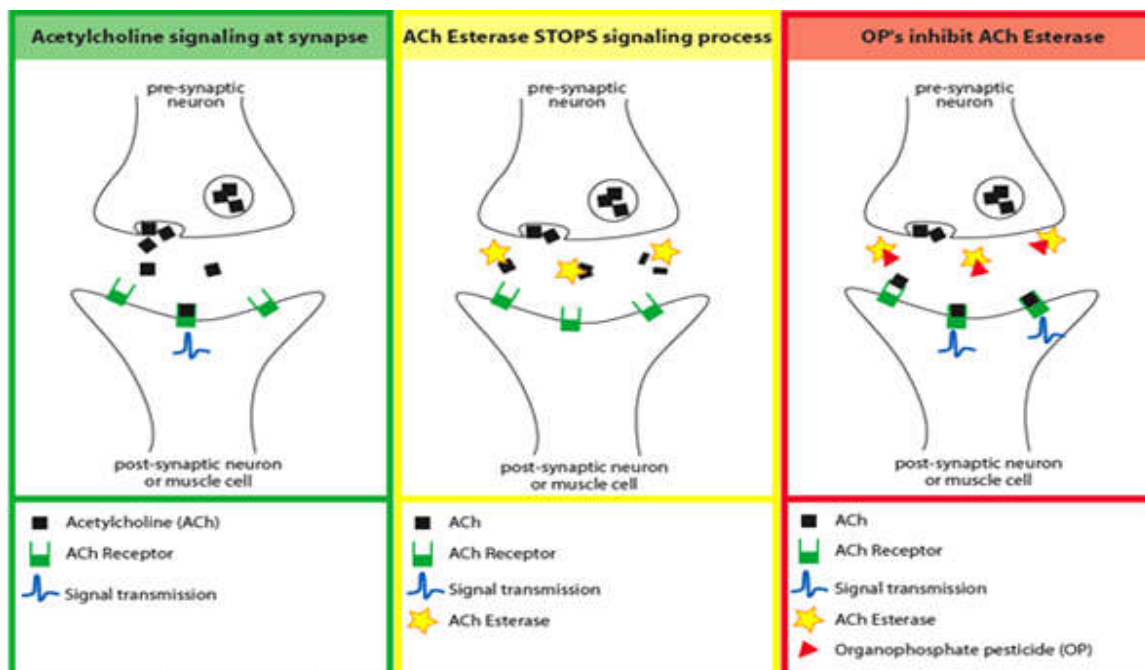 Acetylcholine signaling at synapse
pre-synaptic
neuron
post-synaptic neuron
or muscle cell
Acetylcholine (ACh)
ACh Receptor
Signal transmission
ACh Esterase STOPS signaling process
pre-synaptic
neuron
post-synaptic neuron
or muscle cell
ACh
ACh Receptor
Signal transmission
ACh Esterase
OP's inhibit ACh Esterase
pre-synaptic
neuron
post-synaptic neuron
or muscle cell
ACh
ACh Receptor
Signal transmission
ACh Esterase
Organophosphate pesticide (OP)